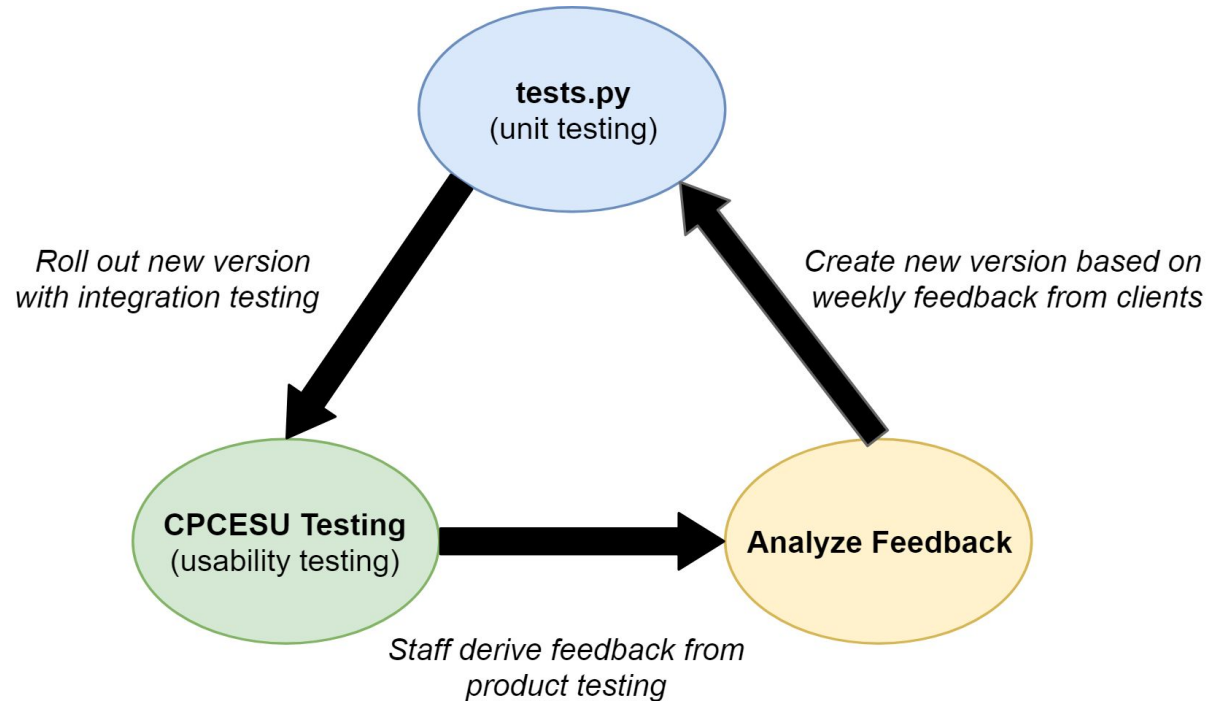 tests.py
(unit testing)
Roll out new version
with integration testing
Create new version based on
weekly feedback from clients
CPCESU Testing
(usability testing)
Analyze Feedback
Staff derive feedback from
product testing